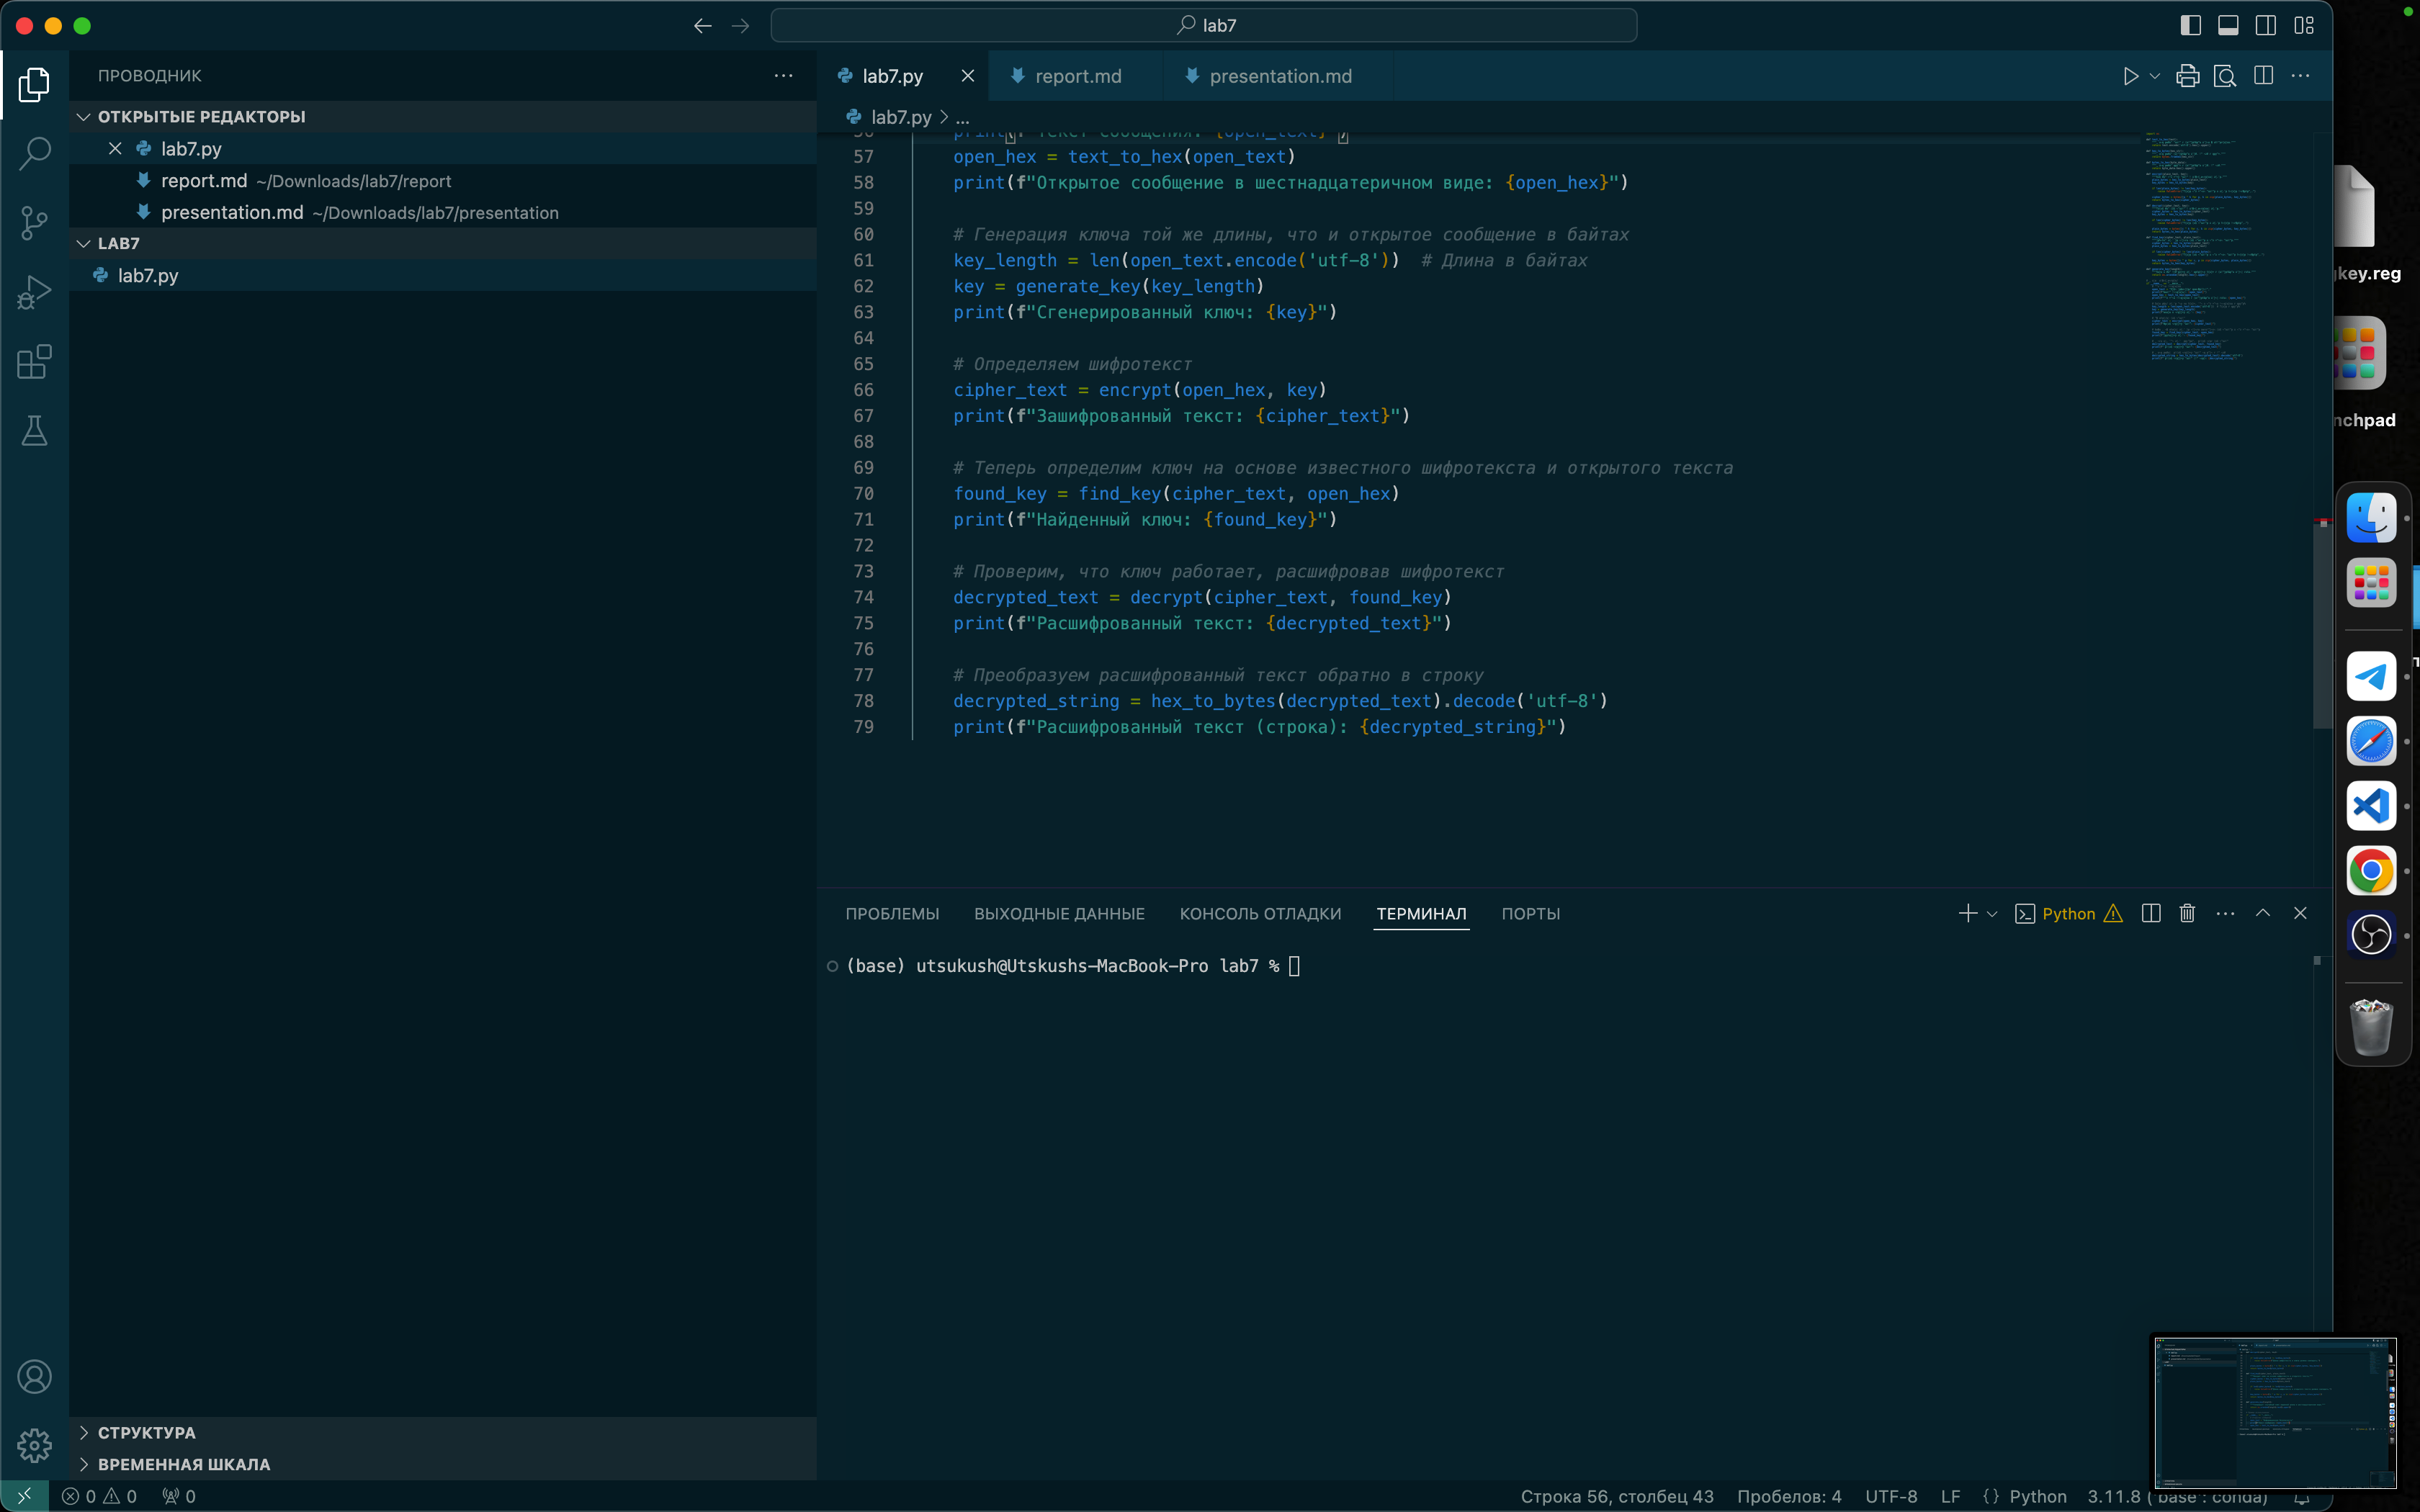 lab7
ПРОВОДНИК
ОТКРЫТЫЕ РЕДАКТОРЫ
lab7.py
report.md ~/Downloads/lab7/report
presentation.md ~/Downloads/lab7/presentation
LAB7
lab7.py
СТРУКТУРА
ВРЕМЕННАЯ ШКАЛА
lab7.py report.md presentation.md
lab7.py > ...
57 open_hex = text_to_hex(open_text)
58 print(f"Открытое сообщение в шестнадцатеричном виде: {open_hex}")
59
60 # Генерация ключа той же длины, что и открытое сообщение в байтах
61 key_length = len(open_text.encode('utf-8')) # Длина в байтах
62 key = generate_key(key_length)
63 print(f"Сгенерированный ключ: {key}")
64
65 # Определяем шифротекст
66 cipher_text = encrypt(open_hex, key)
67 print(f"Зашифрованный текст: {cipher_text}")
68
69 # Теперь определим ключ на основе известного шифротекста и открытого текста
70 found_key = find_key(cipher_text, open_hex)
71 print(f"Найденный ключ: {found_key}")
72
73 # Проверим, что ключ работает, расшифровав шифротекст
74 decrypted_text = decrypt(cipher_text, found_key)
75 print(f"Расшифрованный текст: {decrypted_text}")
76
77 # Преобразуем расшифрованный текст обратно в строку
78 decrypted_string = hex_to_bytes(decrypted_text).decode('utf-8')
79 print(f"Расшифрованный текст (строка): {decrypted_string}")
ПРОБЛЕМЫ ВЫХОДНЫЕ ДАННЫЕ КОНСОЛЬ ОТЛАДКИ ТЕРМИНАЛ ПОРТЫ
Python
(base) utsukush@Utskushs-MacBook-Pro lab7 %
0 0 0
Строка 56, столбец 43 Пробелов: 4 UTF-8 LF {} Python 3.11.8 ('base': conda)
key.reg
nchpad